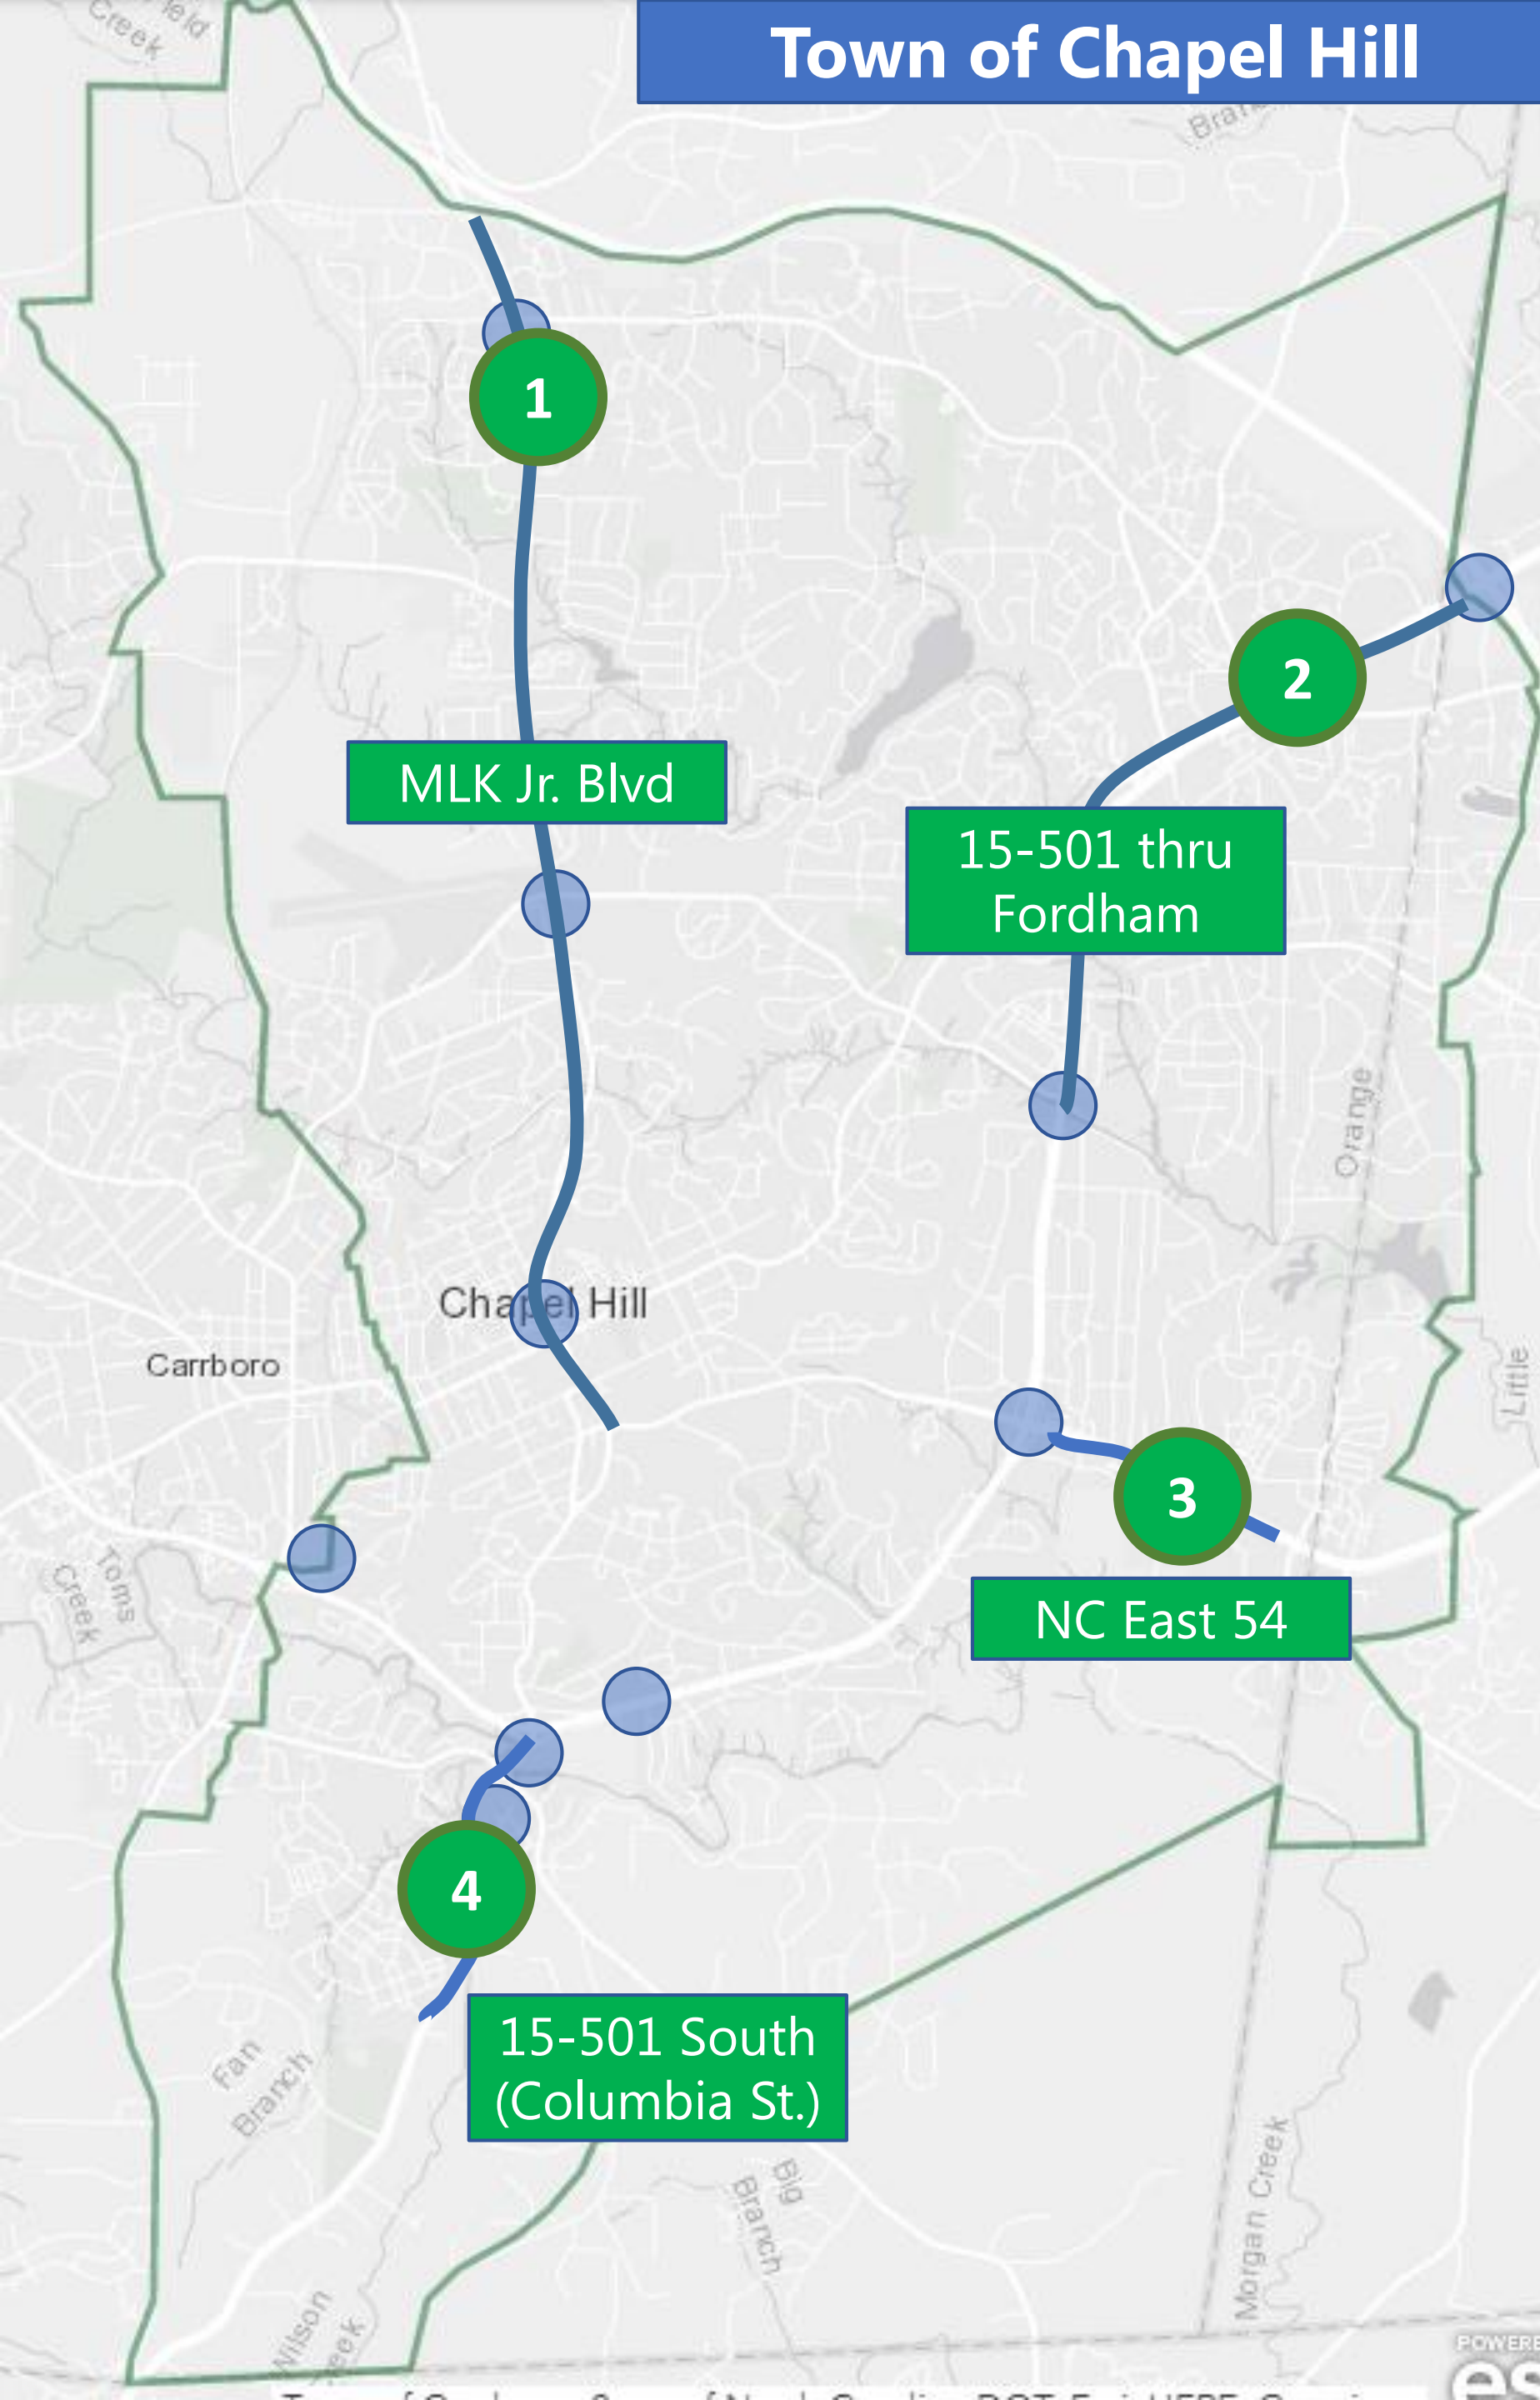 Creek
Town of Chapel Hill
1
2
MLK Jr. Blvd
15-501 thru
Fordham
Orange
Chapel Hill
Carrboro
Little
3
Toms
Creek
NC East 54
4
15-501 South
(Columbia St.)
Fan
Branch
Big
Branch
Morgan Creek
Wilson